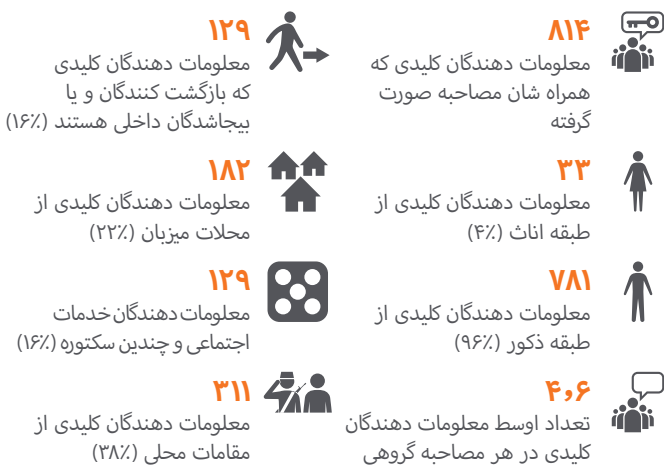 ۸۱۴
معلومات دهندگان کلیدی که
همراه شان مصاحبه صورت
گرفته
۳۳
معلومات دهندگان کلیدی از
طبقه اناث (۴٪)
۷۸۱
معلومات دهندگان کلیدی از
طبقه ذکور (۹۶٪)
۴٫۶
تعداد اوسط معلومات دهندگان
کلیدی در هر مصاحبه گروهی
۱۲۹
معلومات دهندگان کلیدی
که بازگشت کنندگان و یا
بیجاشدگان داخلی هستند (۱۶٪)
۱۸۲
معلومات دهندگان کلیدی از
محلات میزبان (۲۲٪)
۱۲۹
معلومات دهندگان خدمات
اجتماعی و چندین سکتوره (۱۶٪)
۳۱۱
معلومات دهندگان کلیدی از
مقامات محلی (۳۸٪)